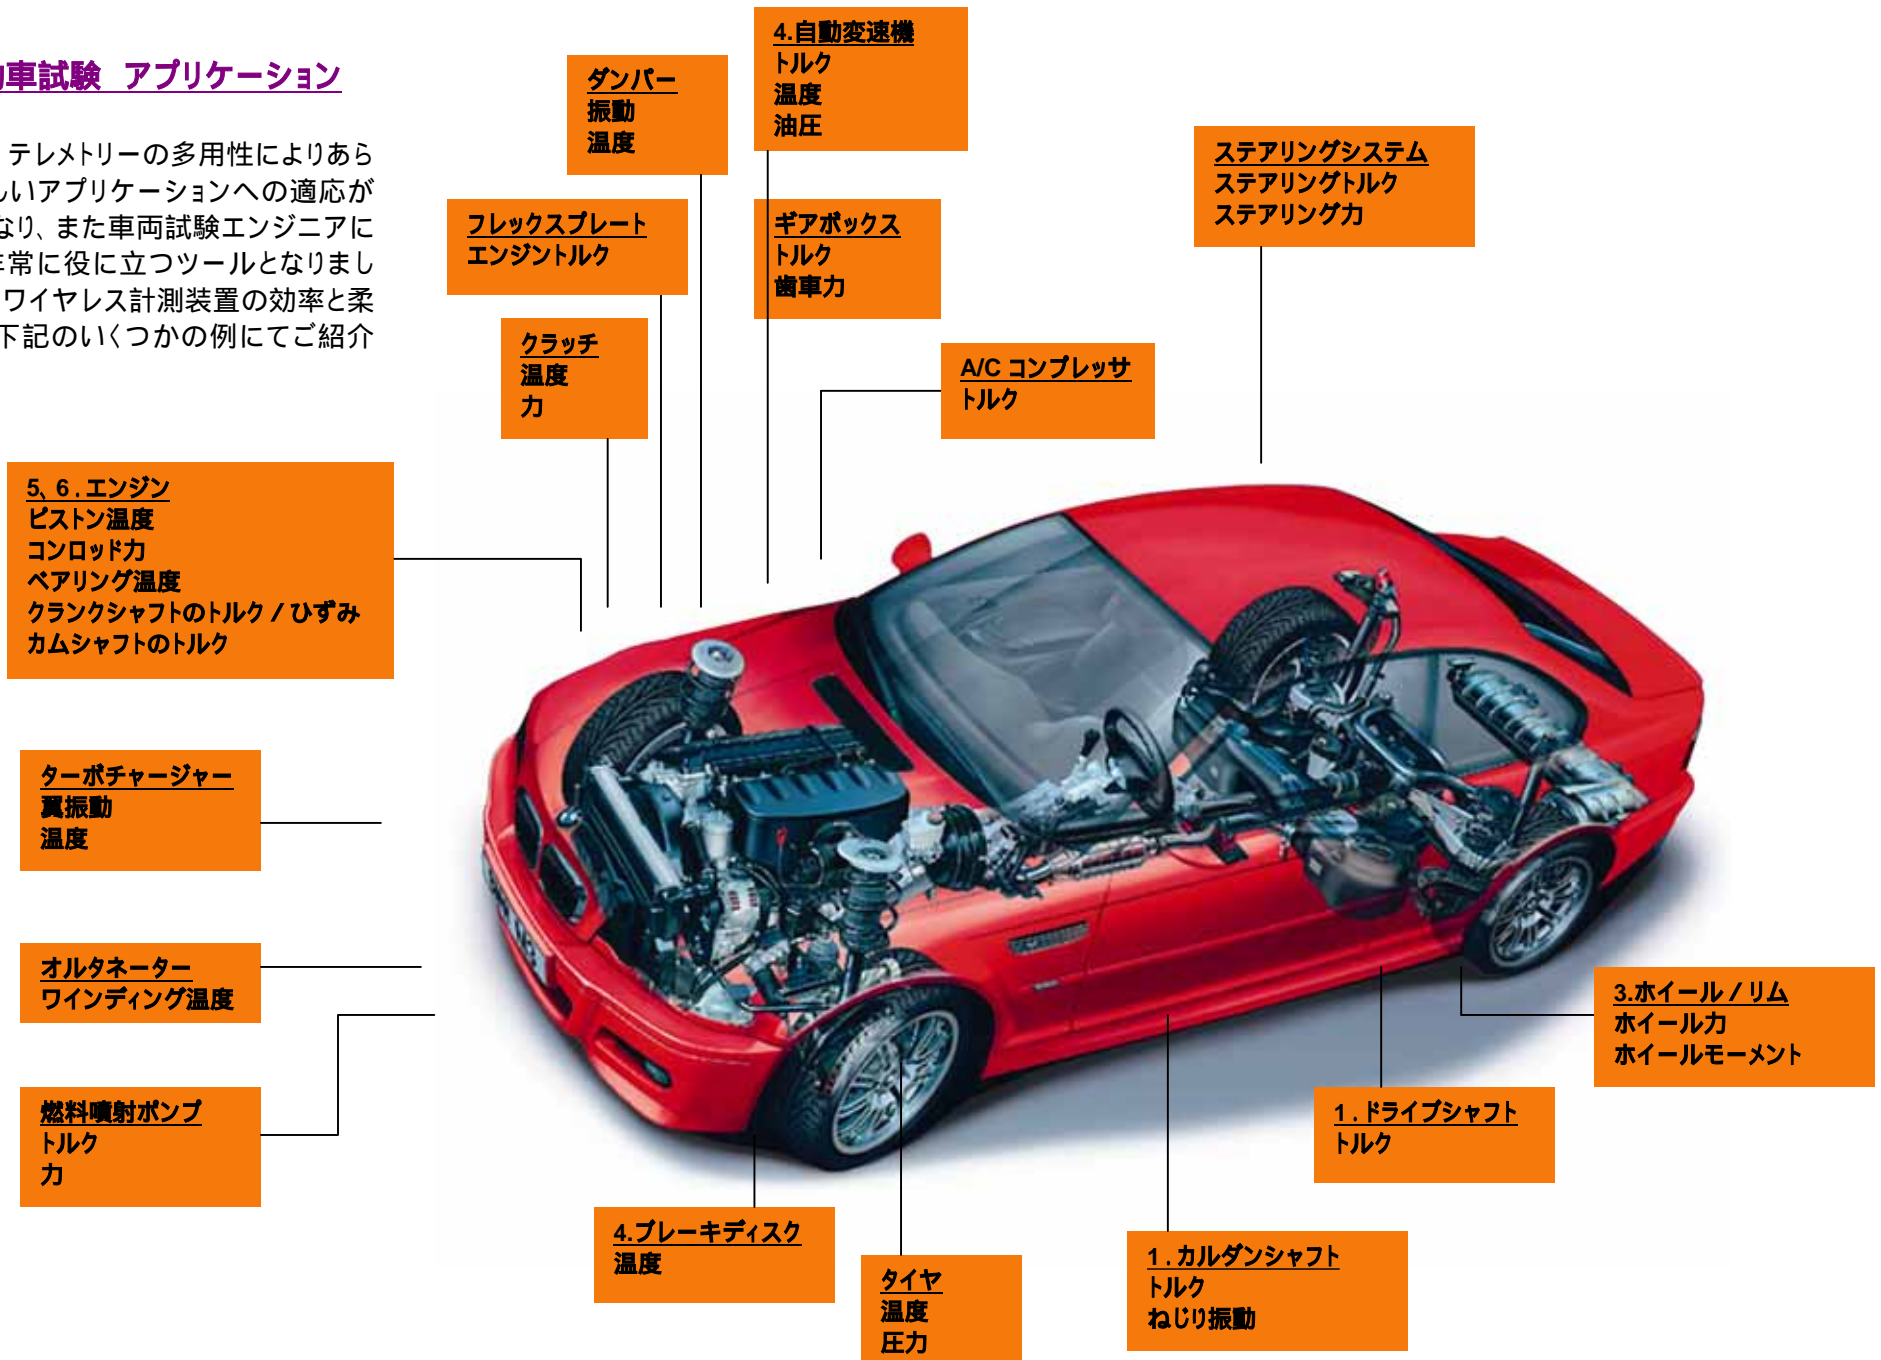 動車試験 アプリケーション
テレメトリーの多用性によりあら
しいアプリケーションへの適応が
なり、また車両試験エンジニアに
非常に役に立つツールとなりまし
ワイヤレス計測装置の効率と柔
下記のいくつかの例にてご紹介
4.自動変速機
トルク
温度
油圧
ダンパー
振動
温度
ステアリングシステム
ステアリングトルク
ステアリング力
フレックスプレート
エンジントルク
ギアボックス
トルク
歯車力
クラッチ
温度
力
A/C コンプレッサ
トルク
5、6．エンジン
ピストン温度
コンロッド力
ベアリング温度
クランクシャフトのトルク / ひずみ
カムシャフトのトルク
ターボチャージャー
翼振動
温度
オルタネーター
ワインディング温度
燃料噴射ポンプ
トルク
力
3.ホイール / リム
ホイール力
ホイールモーメント
1．ドライブシャフト
トルク
4.ブレーキディスク
温度
タイヤ
温度
圧力
1．カルダンシャフト
トルク
ねじり振動